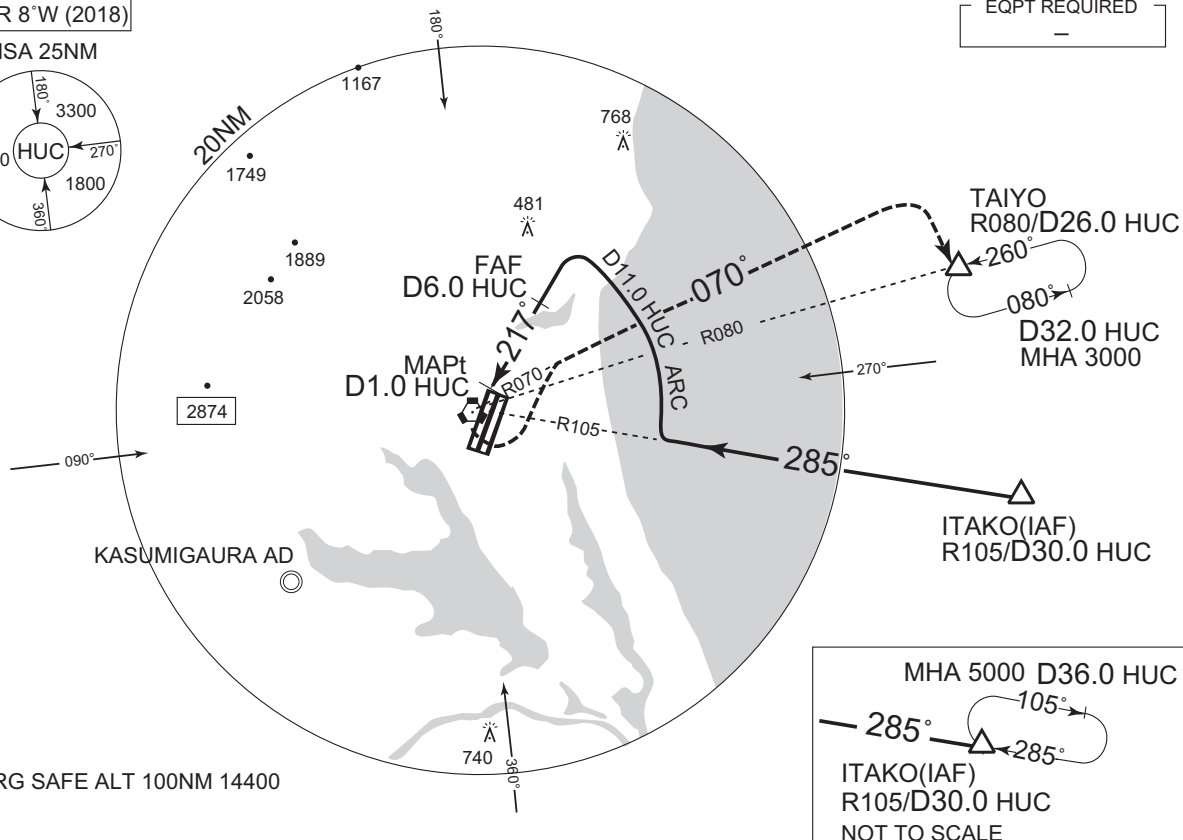 R 8°W (2018)
EQPT REQUIRED
–
MSA 25NM
180°
3300
HUC
270°
1800
360°
0
180°
1167
20NM
1749
768
481
1889
2058
FAF
D6.0 HUC
217°
D11.0 HUC ARC
070°
TAIYO
R080/D26.0 HUC
260°
080°
D32.0 HUC
MHA 3000
R080
R070
MAPt
D1.0 HUC
2874
270°
R105
285°
090°
ITAKO(IAF)
R105/D30.0 HUC
KASUMIGAURA AD
740
360°
RG SAFE ALT 100NM 14400
MHA 5000 D36.0 HUC
105°
285°
285°
ITAKO(IAF)
R105/D30.0 HUC
NOT TO SCALE